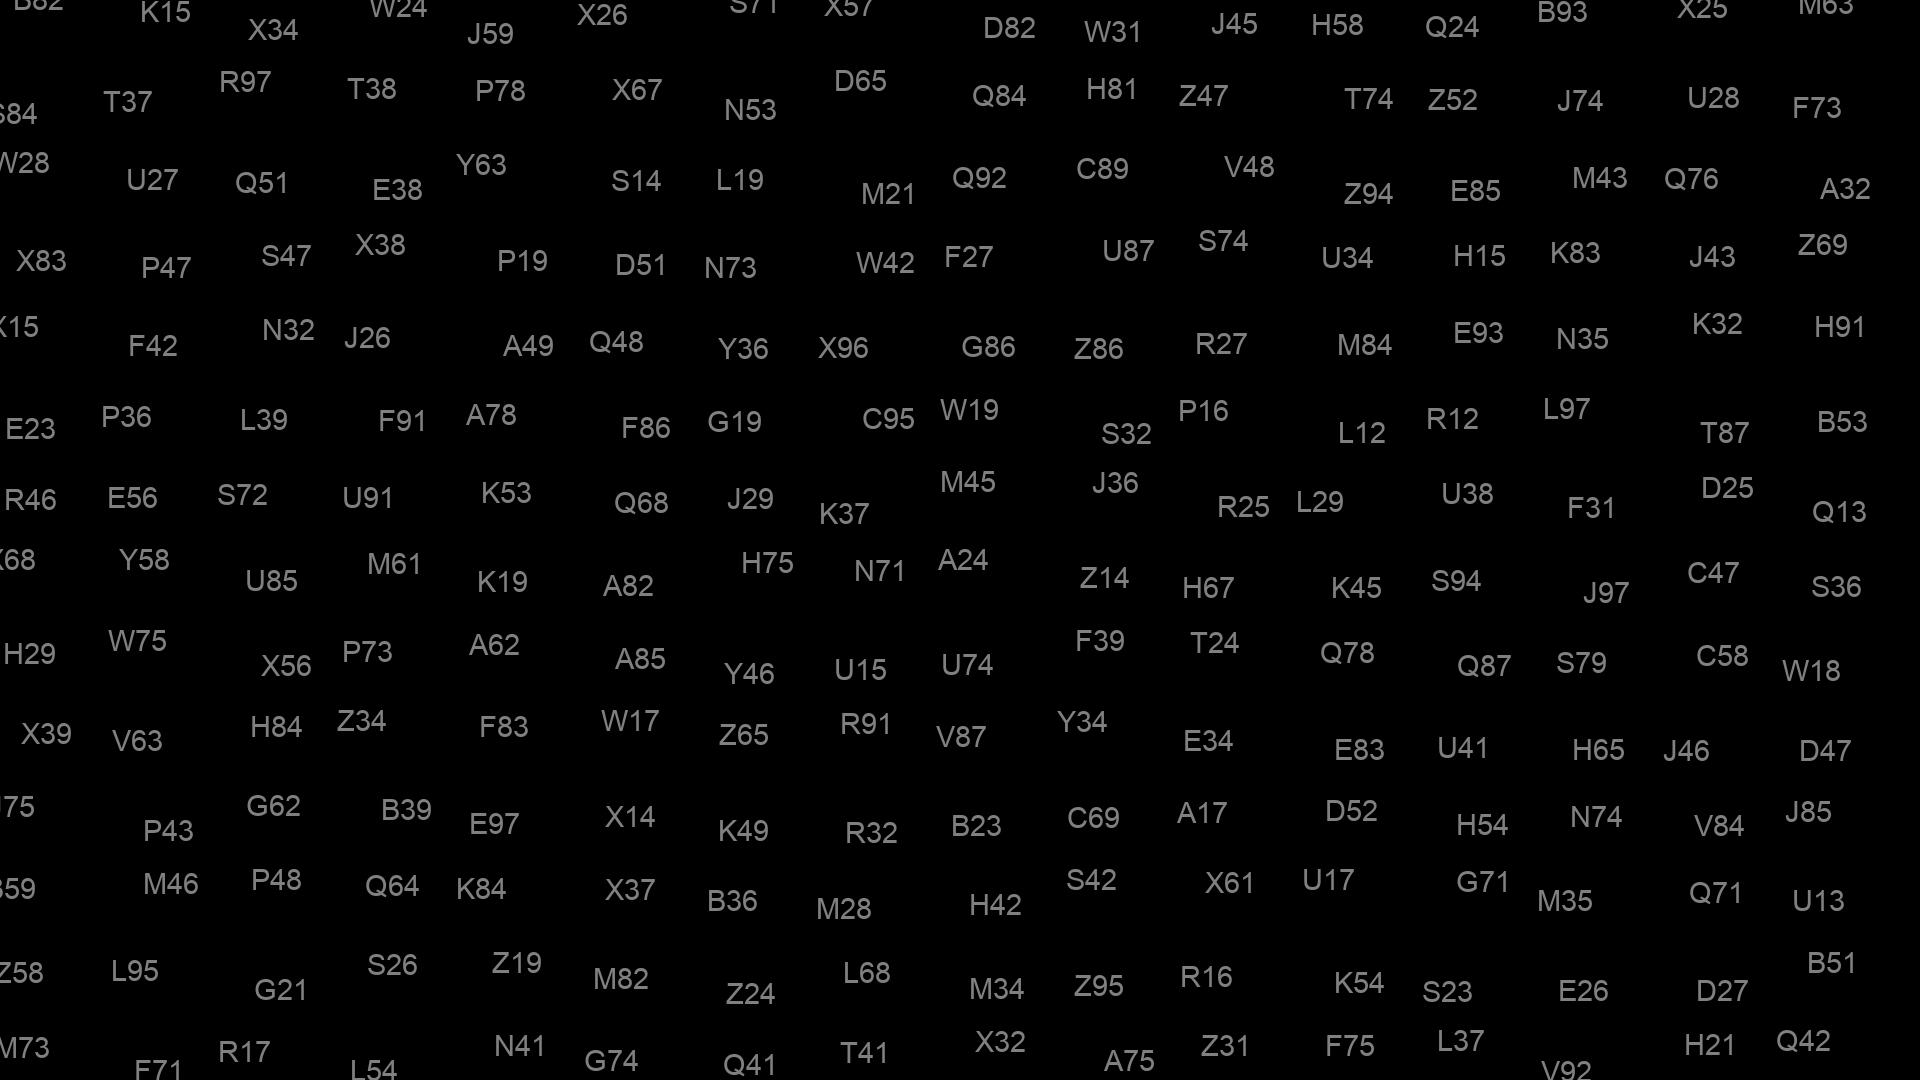 B82 K15 X34 W24 J59 X26 S71 X57 D82 W31 J45 H58 Q24 B93 X25 M63
S84 T37 R97 T38 P78 X67 N53 D65 Q84 H81 Z47 T74 Z52 J74 U28 F73
W28 U27 Q51 E38 Y63 S14 L19 M21 Q92 C89 V48 Z94 E85 M43 Q76 A32
X83 P47 S47 X38 P19 D51 N73 W42 F27 U87 S74 U34 H15 K83 J43 Z69
X15 F42 N32 J26 A49 Q48 Y36 X96 G86 Z86 R27 M84 E93 N35 K32 H91
E23 P36 L39 F91 A78 F86 G19 C95 W19 S32 P16 L12 R12 L97 T87 B53
R46 E56 S72 U91 K53 Q68 J29 K37 M45 J36 R25 L29 U38 F31 D25 Q13
Y58 U85 M61 K19 A82 H75 N71 A24 Z14 H67 K45 S94 J97 C47 S36
H29 W75 X56 P73 A62 A85 Y46 U15 U74 F39 T24 Q78 Q87 S79 C58 W18
X39 V63 H84 Z34 F83 W17 Z65 R91 V87 Y34 E34 E83 U41 H65 J46 D47
P43 G62 B39 E97 X14 K49 R32 B23 C69 A17 D52 H54 N74 V84 J85
M46 P48 Q64 K84 X37 B36 M28 H42 S42 X61 U17 G71 M35 Q71 U13
Z58 L95 G21 S26 Z19 M82 Z24 L68 M34 Z95 R16 K54 S23 E26 D27 B51
M73 F71 R17 L54 N41 G74 Q41 T41 X32 A75 Z31 F75 L37 V92 H21 Q42